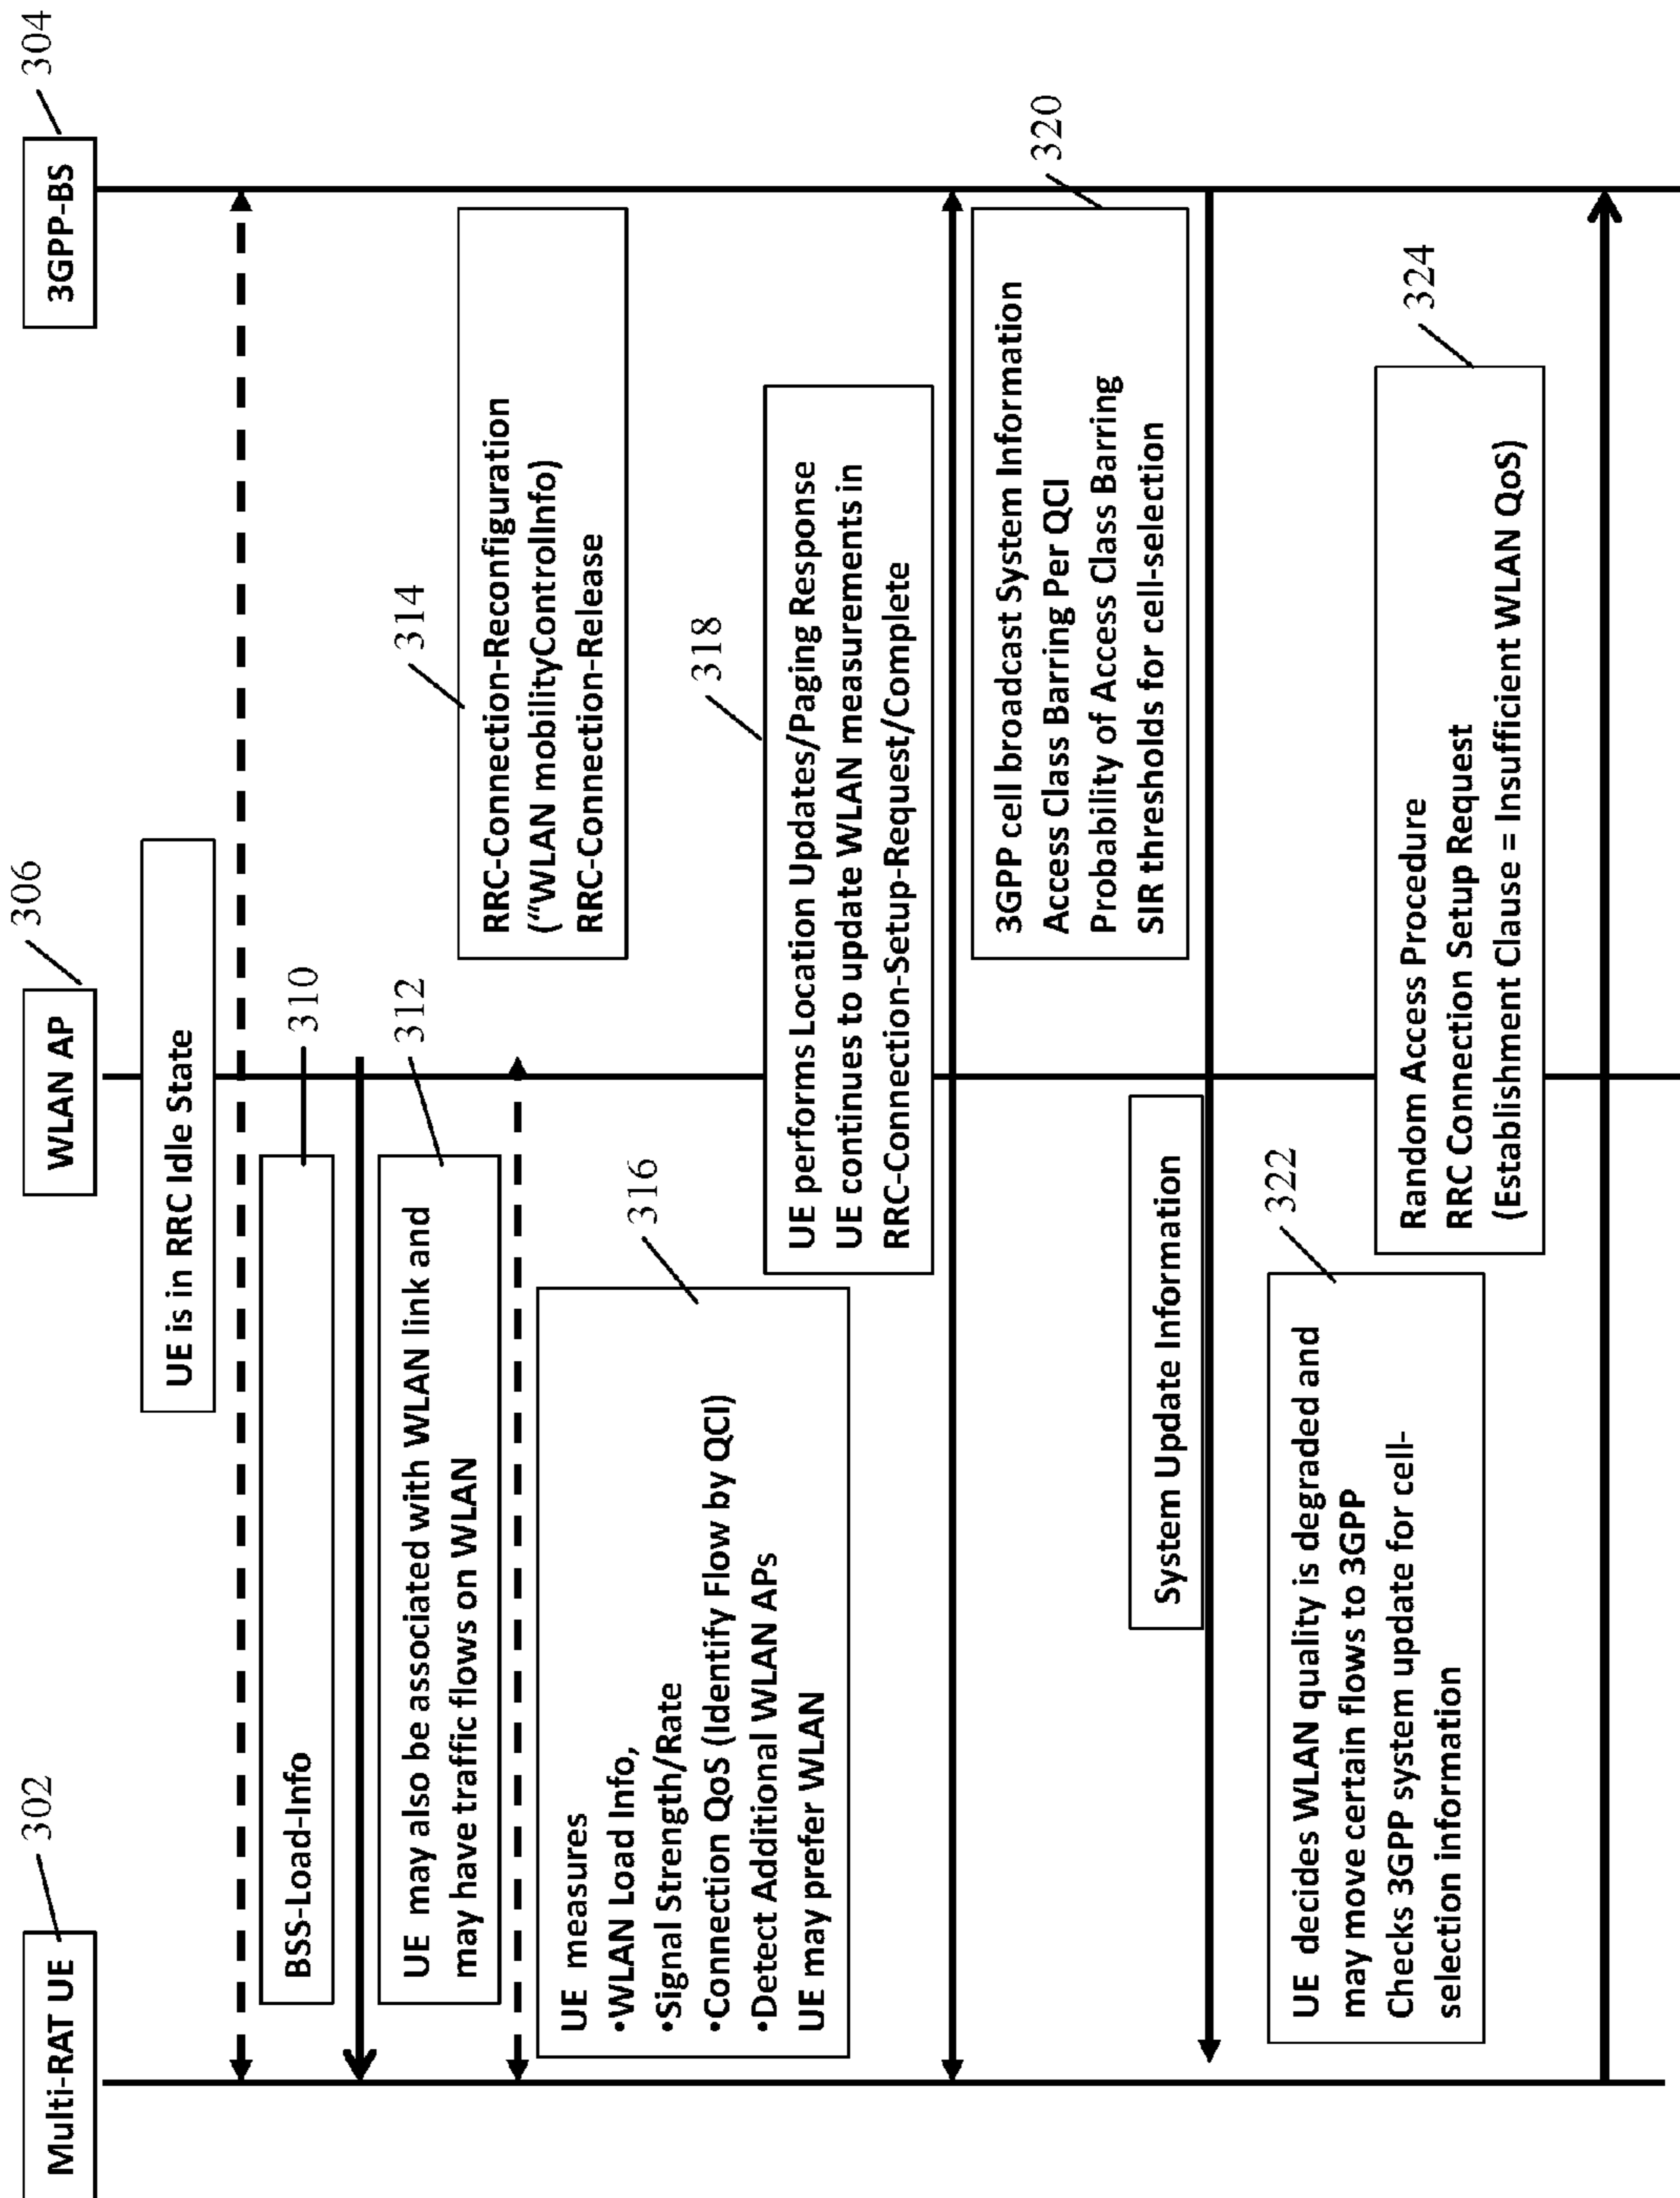 302
Multi-RAT UE
306
WLAN AP
304
3GPP-BS
UE is in RRC Idle State
310
BSS-Load-Info
312
UE may also be associated with WLAN link and
may have traffic flows on WLAN
314
RRC-Connection-Reconfiguration
(“WLAN mobilityControlInfo)
RRC-Connection-Release
316
UE measures
•WLAN Load Info,
•Signal Strength/Rate
•Connection QoS (Identify Flow by QCI)
•Detect Additional WLAN APs
UE may prefer WLAN
318
UE performs Location Updates/Paging Response
UE continues to update WLAN measurements in
RRC-Connection-Setup-Request/Complete
320
3GPP cell broadcast System Information
Access Class Barring Per QCI
Probability of Access Class Barring
SIR thresholds for cell-selection
System Update Information
322
UE decides WLAN quality is degraded and
may move certain flows to 3GPP
Checks 3GPP system update for cell-
selection information
324
Random Access Procedure
RRC Connection Setup Request
(Establishment Clause = Insufficient WLAN QoS)